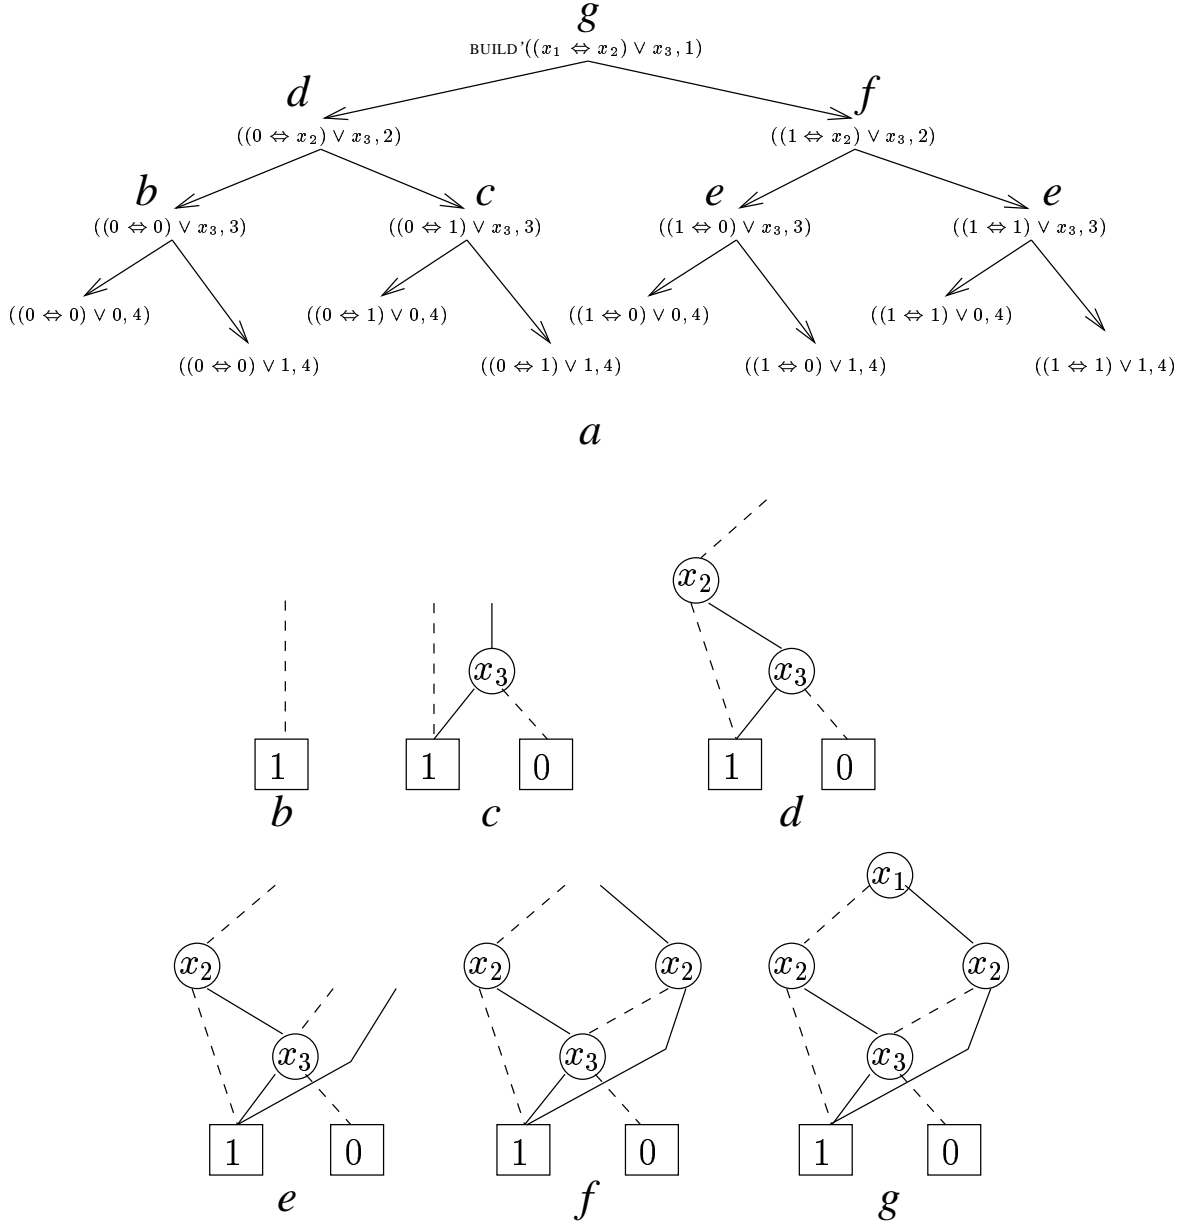 g
BUILD'((x₁ ⇔ x₂) ∨ x₃, 1)
d f
((0 ⇔ x₂) ∨ x₃, 2) ((1 ⇔ x₂) ∨ x₃, 2)
b c e e
((0 ⇔ 0) ∨ x₃, 3) ((0 ⇔ 1) ∨ x₃, 3) ((1 ⇔ 0) ∨ x₃, 3) ((1 ⇔ 1) ∨ x₃, 3)
((0 ⇔ 0) ∨ 0, 4) ((0 ⇔ 1) ∨ 0, 4) ((1 ⇔ 0) ∨ 0, 4) ((1 ⇔ 1) ∨ 0, 4)
((0 ⇔ 0) ∨ 1, 4) ((0 ⇔ 1) ∨ 1, 4) ((1 ⇔ 0) ∨ 1, 4) ((1 ⇔ 1) ∨ 1, 4)
a
x₂
x₃ x₃
1 1 0 1 0
b c d
x₁
x₂ x₂ x₂ x₂ x₂
x₃ x₃ x₃
1 0 1 0 1 0
e f g